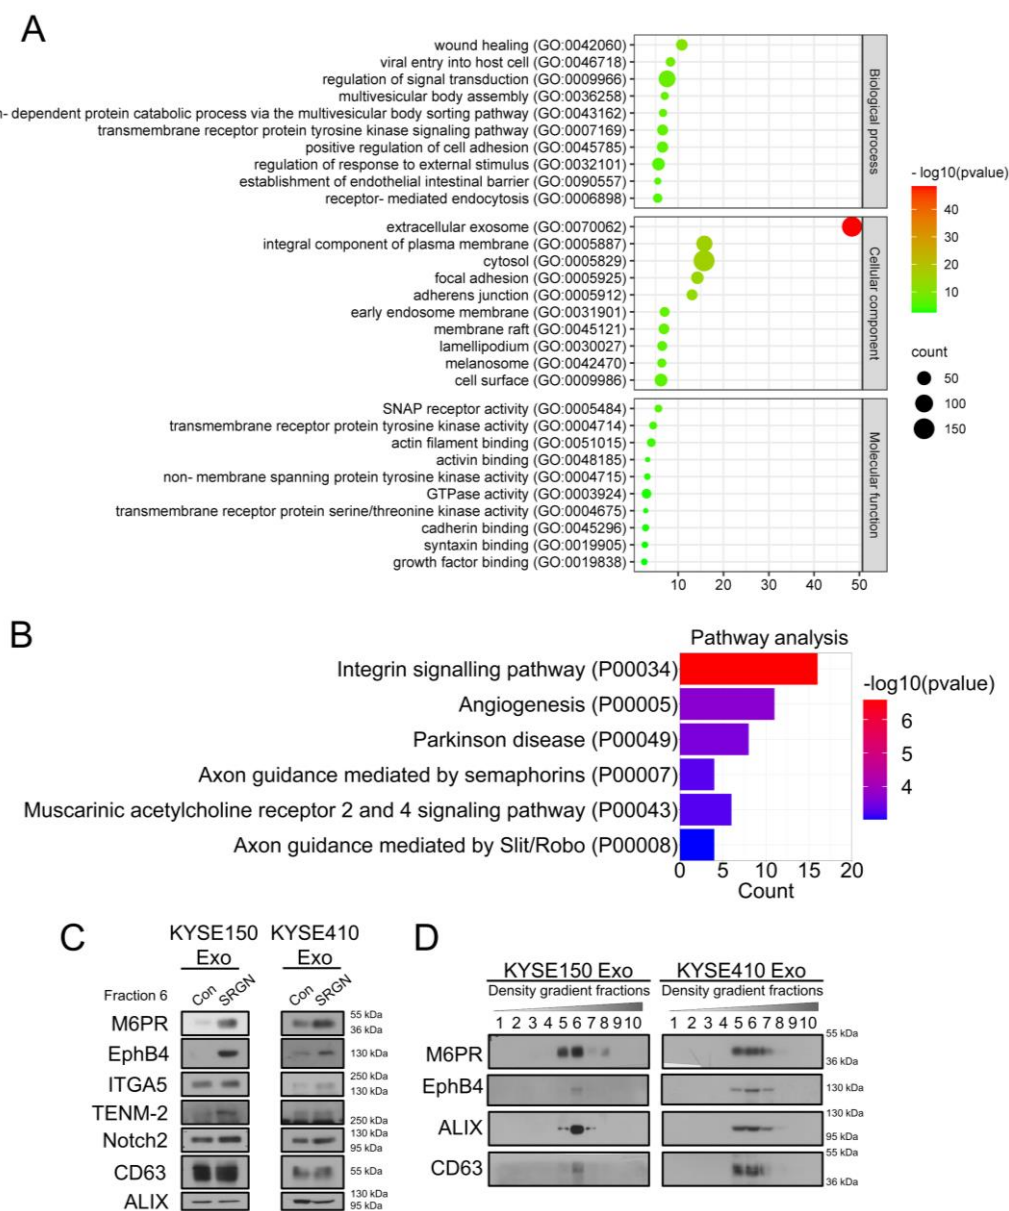 A
wound healing (GO:0042060)
viral entry into host cell (GO:0046718)
regulation of signal transduction (GO:0009966)
multivesicular body assembly (GO:0036258)
- dependent protein catabolic process via the multivesicular body sorting pathway (GO:0043162)
transmembrane receptor protein tyrosine kinase signaling pathway (GO:0007169)
positive regulation of cell adhesion (GO:0045785)
regulation of response to external stimulus (GO:0032101)
establishment of endothelial intestinal barrier (GO:0090557)
receptor- mediated endocytosis (GO:0006898)
Biological process
extracellular exosome (GO:0070062)
integral component of plasma membrane (GO:0005887)
cytosol (GO:0005829)
focal adhesion (GO:0005925)
adherens junction (GO:0005912)
early endosome membrane (GO:0031901)
membrane raft (GO:0045121)
lamellipodium (GO:0030027)
melanosome (GO:0042470)
cell surface (GO:0009986)
Cellular component
SNAP receptor activity (GO:0005484)
transmembrane receptor protein tyrosine kinase activity (GO:0004714)
actin filament binding (GO:0051015)
activin binding (GO:0048185)
non- membrane spanning protein tyrosine kinase activity (GO:0004715)
GTPase activity (GO:0003924)
transmembrane receptor protein serine/threonine kinase activity (GO:0004675)
cadherin binding (GO:0045296)
syntaxin binding (GO:0019905)
growth factor binding (GO:0019838)
Molecular function
10 20 30 40 50
- log10(pvalue)
40
30
20
10
count
50
100
150
B
Pathway analysis
Integrin signalling pathway (P00034)
Angiogenesis (P00005)
Parkinson disease (P00049)
Axon guidance mediated by semaphorins (P00007)
Muscarinic acetylcholine receptor 2 and 4 signaling pathway (P00043)
Axon guidance mediated by Slit/Robo (P00008)
0 5 10 15 20
Count
-log10(pvalue)
6
5
4
C
KYSE150 KYSE410
Exo Exo
Fraction 6 Con SRGN Con SRGN
M6PR 55 kDa
36 kDa
EphB4 130 kDa
ITGA5 250 kDa
130 kDa
TENM-2 250 kDa
Notch2 130 kDa
95 kDa
CD63 55 kDa
ALIX 130 kDa
95 kDa
D
KYSE150 Exo KYSE410 Exo
Density gradient fractions Density gradient fractions
1 2 3 4 5 6 7 8 9 10 1 2 3 4 5 6 7 8 9 10
M6PR 55 kDa
36 kDa
EphB4 130 kDa
ALIX 130 kDa
95 kDa
CD63 55 kDa
36 kDa